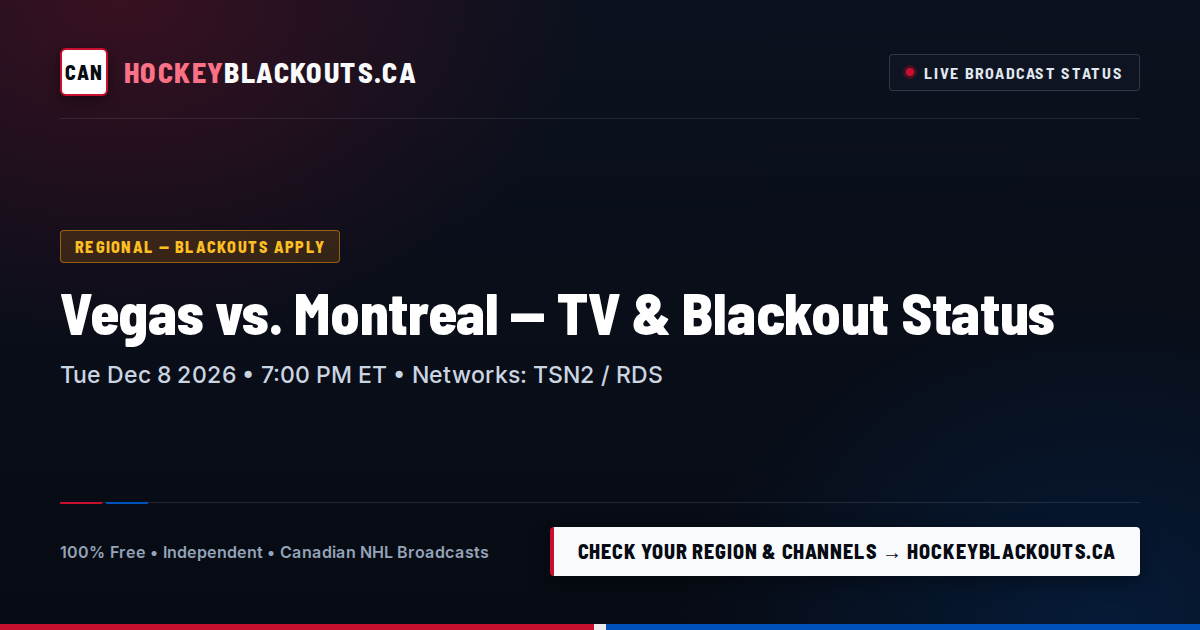 CAN
HOCKEYBLACKOUTS.CA
LIVE BROADCAST STATUS
REGIONAL — BLACKOUTS APPLY
Vegas vs. Montreal — TV & Blackout Status
Tue Dec 8 2026 • 7:00 PM ET • Networks: TSN2 / RDS
100% Free • Independent • Canadian NHL Broadcasts
CHECK YOUR REGION & CHANNELS → HOCKEYBLACKOUTS.CA